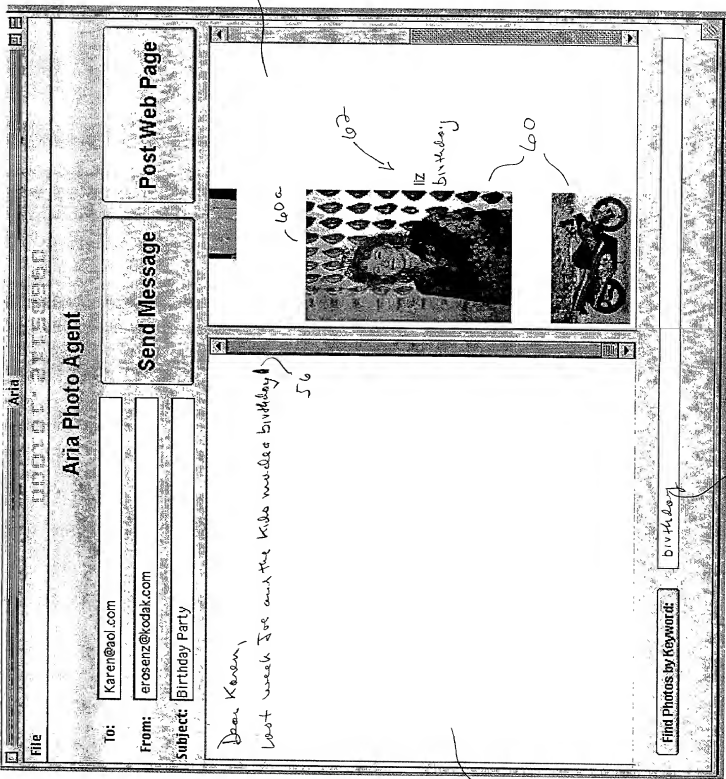 Aria
File
Aria Photo Agent
To: Karen@aol.com
From: erosenz@kodak.com
Subject: Birthday Party
Send Message
Post Web Page
Dear Karen,
Last week Joe and the kids made a birthday
56
60a
62
liz
birthday
60
Find Photos by Keyword: birthday